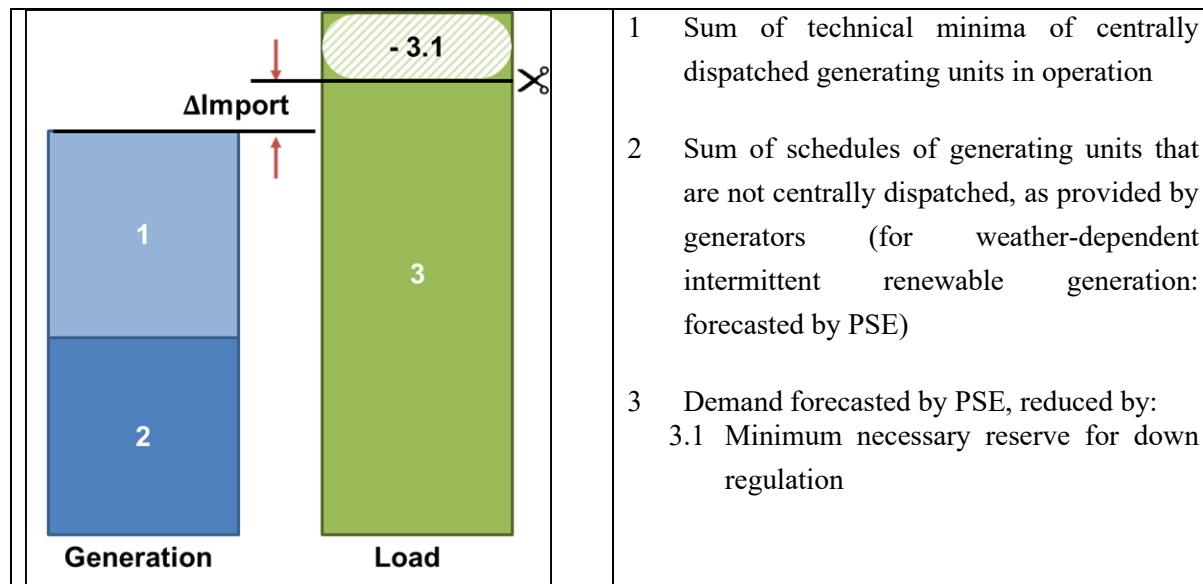 - 3.1
ΔImport
1
3
2
Generation
Load
1 Sum of technical minima of centrally
dispatched generating units in operation
2 Sum of schedules of generating units that
are not centrally dispatched, as provided by
generators (for weather-dependent
intermittent renewable generation:
forecasted by PSE)
3 Demand forecasted by PSE, reduced by:
3.1 Minimum necessary reserve for down
regulation